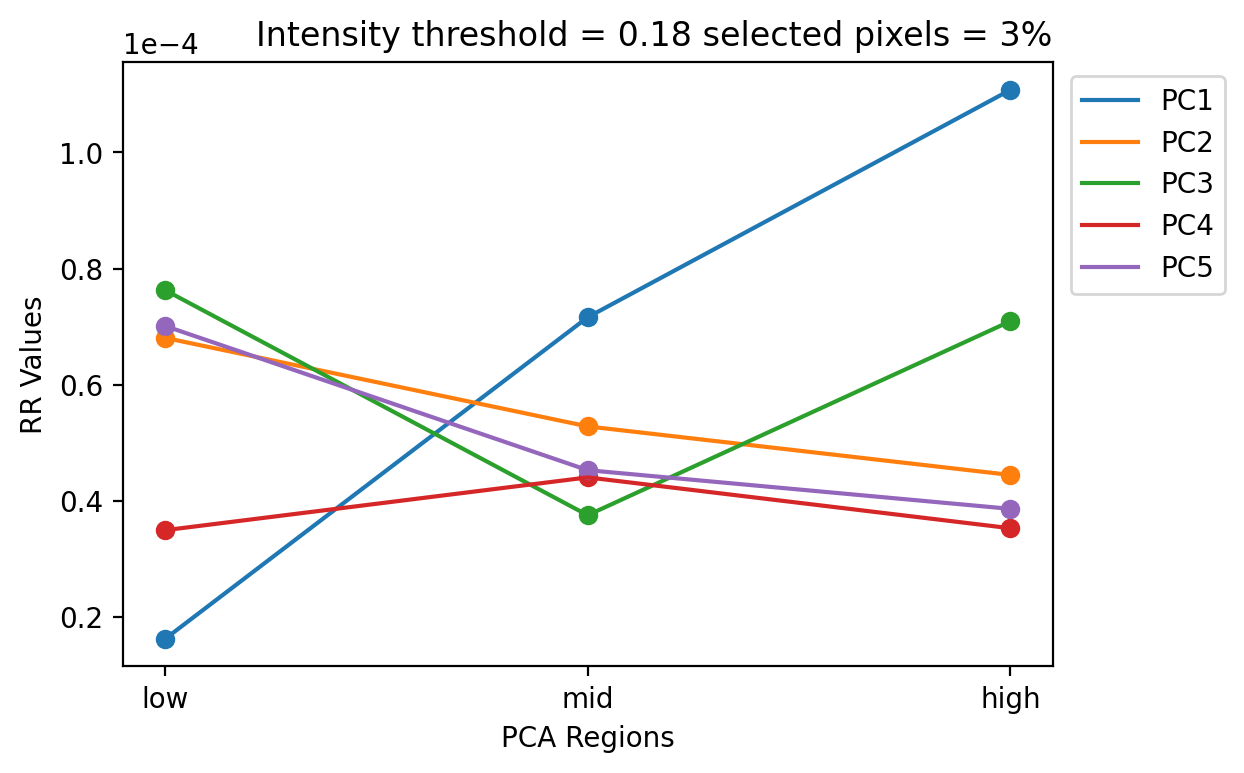 Intensity threshold = 0.18 selected pixels = 3%
1e−4
1.0
0.8
0.6
0.4
0.2
RR Values
low mid high
PCA Regions
PC1
PC2
PC3
PC4
PC5